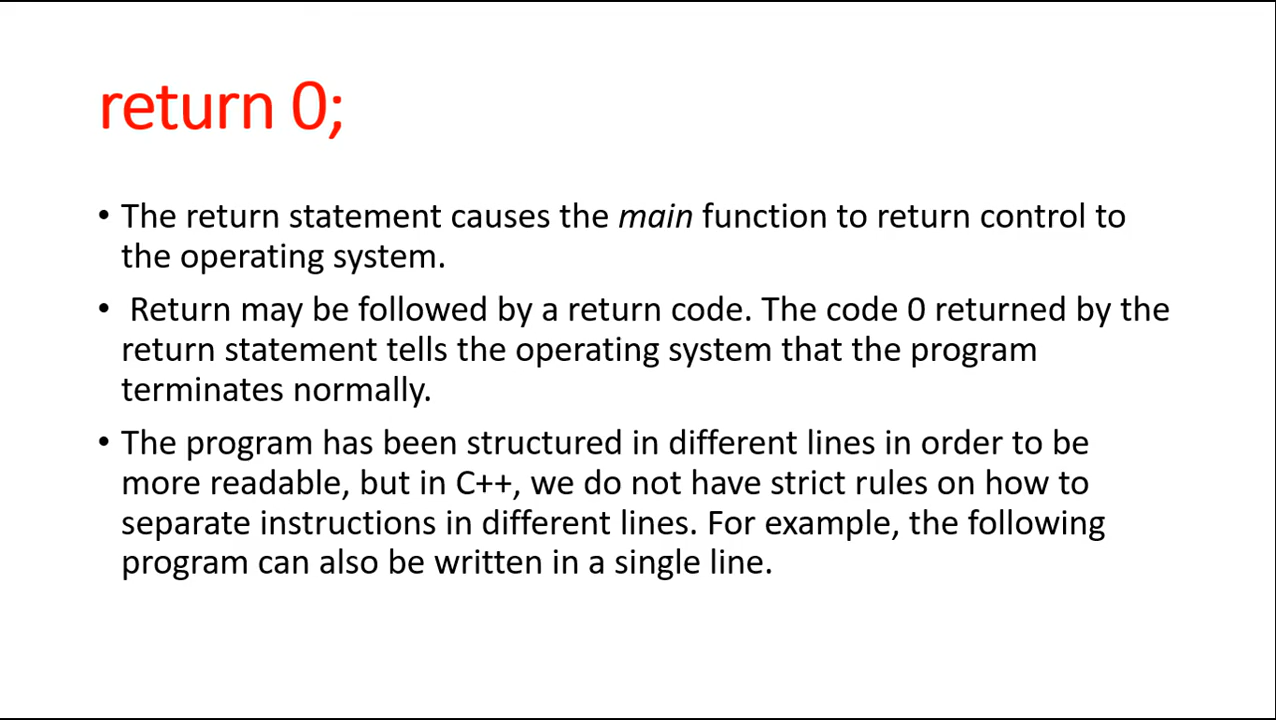 return 0;
• The return statement causes the main function to return control to
the operating system.
• Return may be followed by a return code. The code 0 returned by the
return statement tells the operating system that the program
terminates normally.
• The program has been structured in different lines in order to be
more readable, but in C++, we do not have strict rules on how to
separate instructions in different lines. For example, the following
program can also be written in a single line.